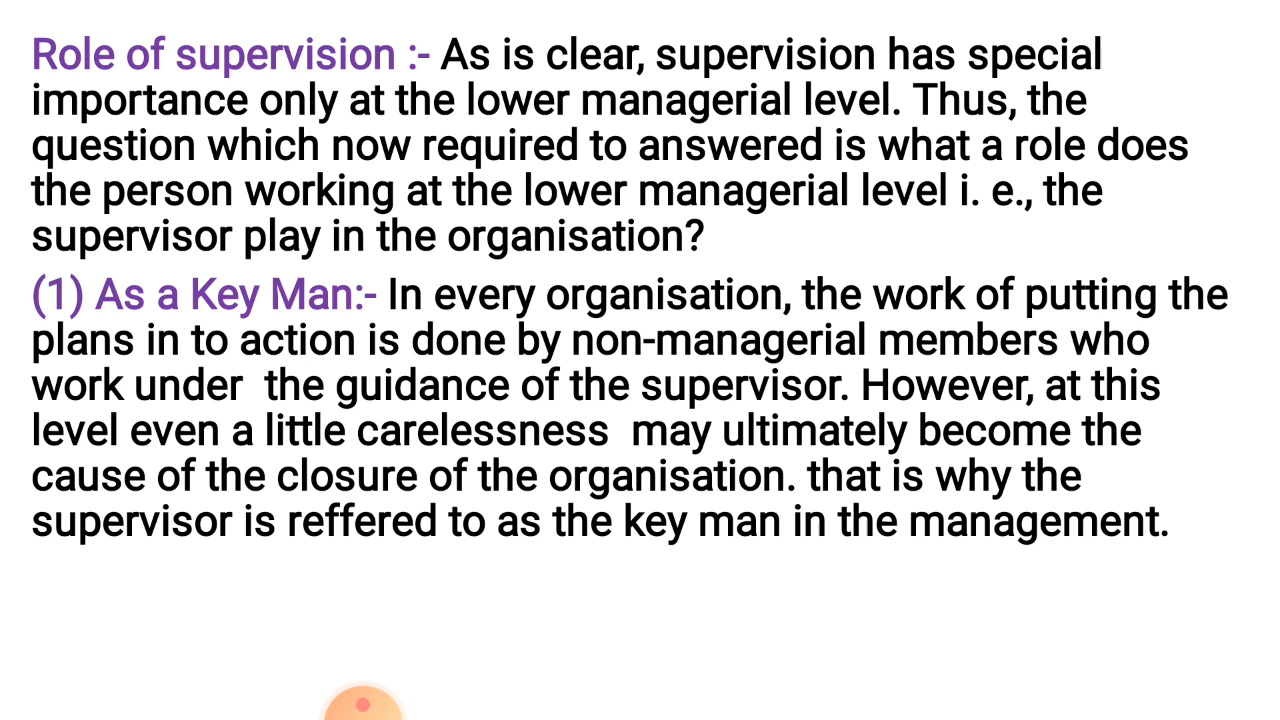 Role of supervision :- As is clear, supervision has special
importance only at the lower managerial level. Thus, the
question which now required to answered is what a role does
the person working at the lower managerial level i. e., the
supervisor play in the organisation?
(1) As a Key Man:- In every organisation, the work of putting the
plans in to action is done by non-managerial members who
work under  the guidance of the supervisor. However, at this
level even a little carelessness  may ultimately become the
cause of the closure of the organisation. that is why the
supervisor is reffered to as the key man in the management.